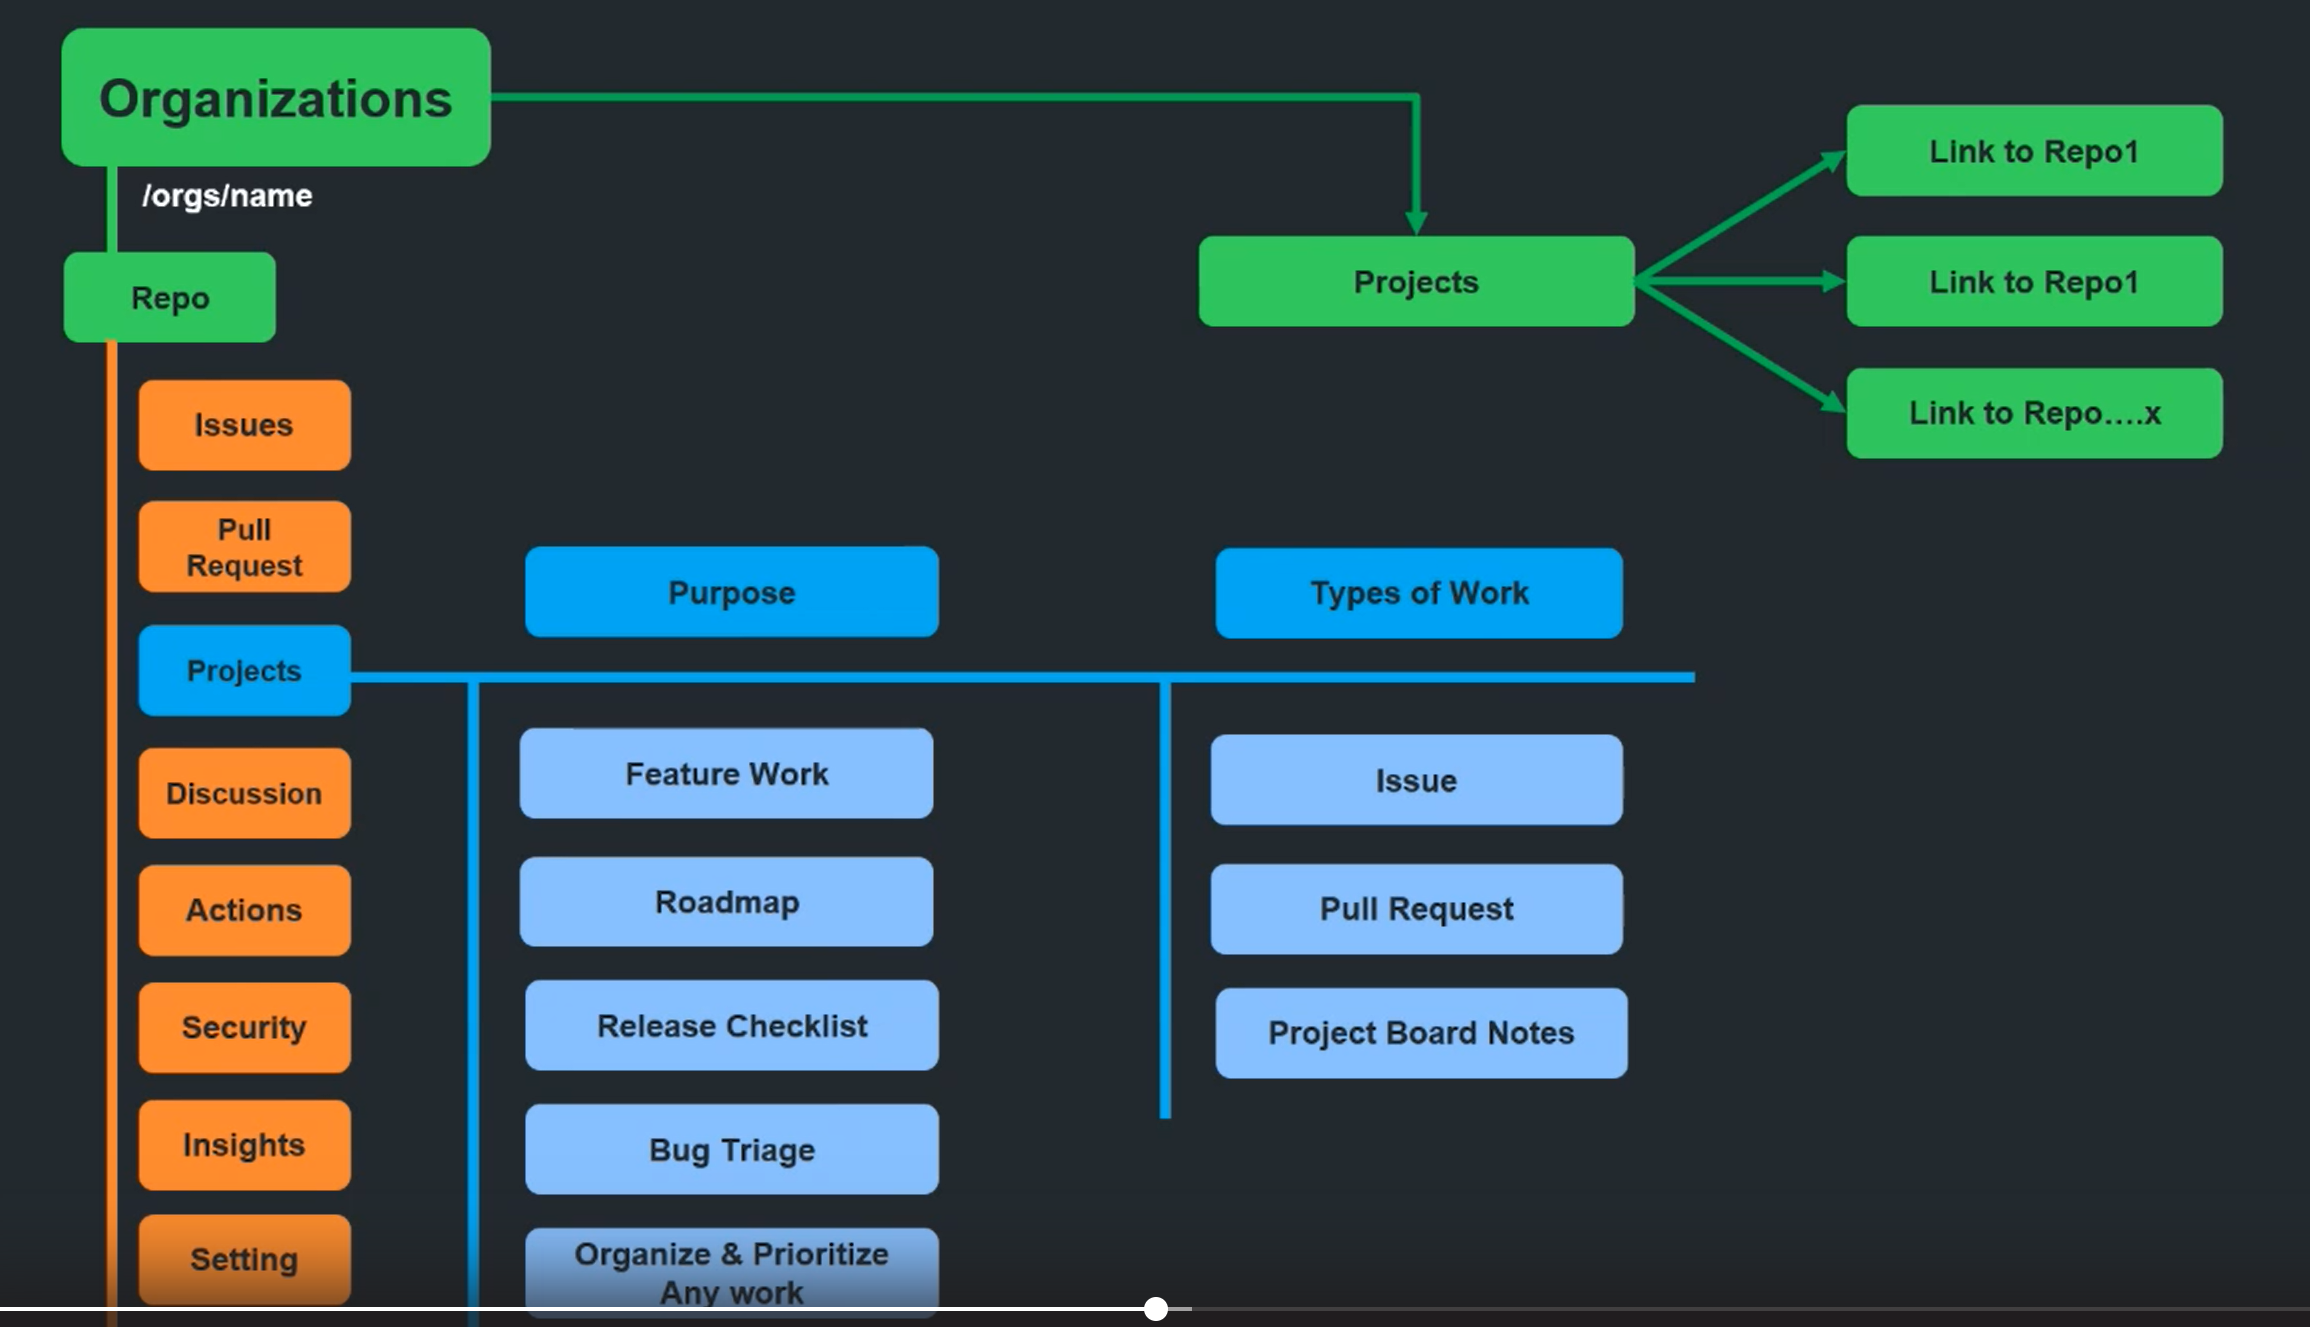 Organizations
/orgs/name
Repo
Projects
Link to Repo1
Link to Repo1
Link to Repo....x
Issues
Pull
Request
Projects
Discussion
Actions
Security
Insights
Setting
Purpose
Feature Work
Roadmap
Release Checklist
Bug Triage
Organize & Prioritize
Any work
Types of Work
Issue
Pull Request
Project Board Notes